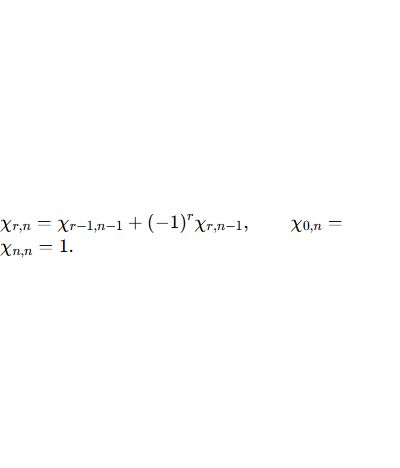 χ_{r,n} = χ_{r−1,n−1} + (−1)^r χ_{r,n−1}, χ_{0,n} =
χ_{n,n} = 1.